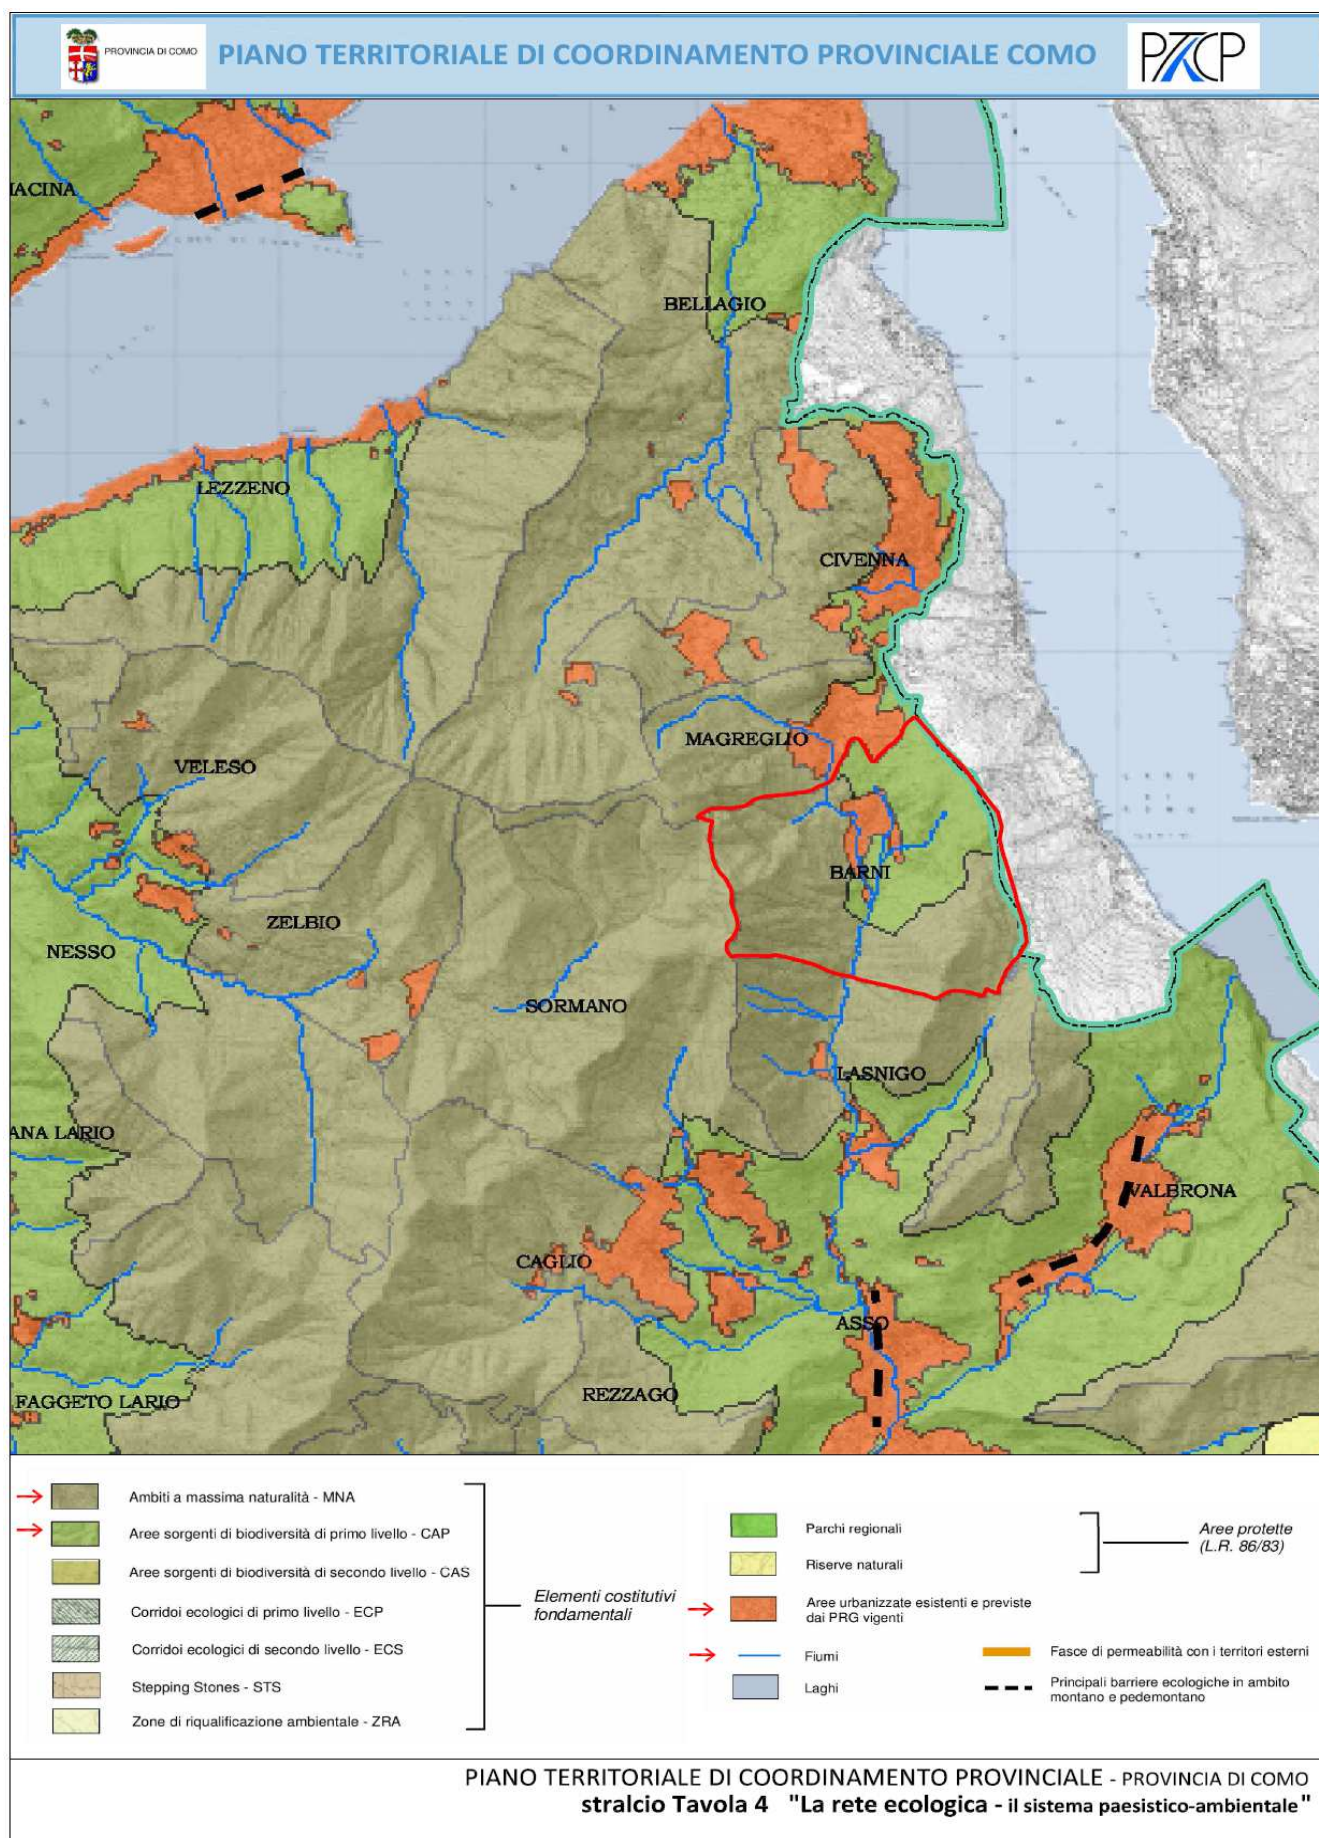 PROVINCIA DI COMO
PIANO TERRITORIALE DI COORDINAMENTO PROVINCIALE COMO
PTCP
IACINA
BELLAGIO
LEZZENO
CIVENNA
MAGREGLIO
VELESO
BARNI
ZELBIO
NESSO
SORMANO
LASNIGO
ANA LARIO
VALBRONA
CAGLIO
ASSO
REZZAGO
FAGGETO LARIO
Ambiti a massima naturalità - MNA
Aree sorgenti di biodiversità di primo livello - CAP
Aree sorgenti di biodiversità di secondo livello - CAS
Corridoi ecologici di primo livello - ECP
Corridoi ecologici di secondo livello - ECS
Stepping Stones - STS
Zone di riqualificazione ambientale - ZRA
Elementi costitutivi
fondamentali
Parchi regionali
Riserve naturali
Aree protette
(L.R. 86/83)
Aree urbanizzate esistenti e previste
dai PRG vigenti
Fiumi
Laghi
Fasce di permeabilità con i territori esterni
Principali barriere ecologiche in ambito
montano e pedemontano
PIANO TERRITORIALE DI COORDINAMENTO PROVINCIALE - PROVINCIA DI COMO
stralcio Tavola 4 "La rete ecologica - il sistema paesistico-ambientale"